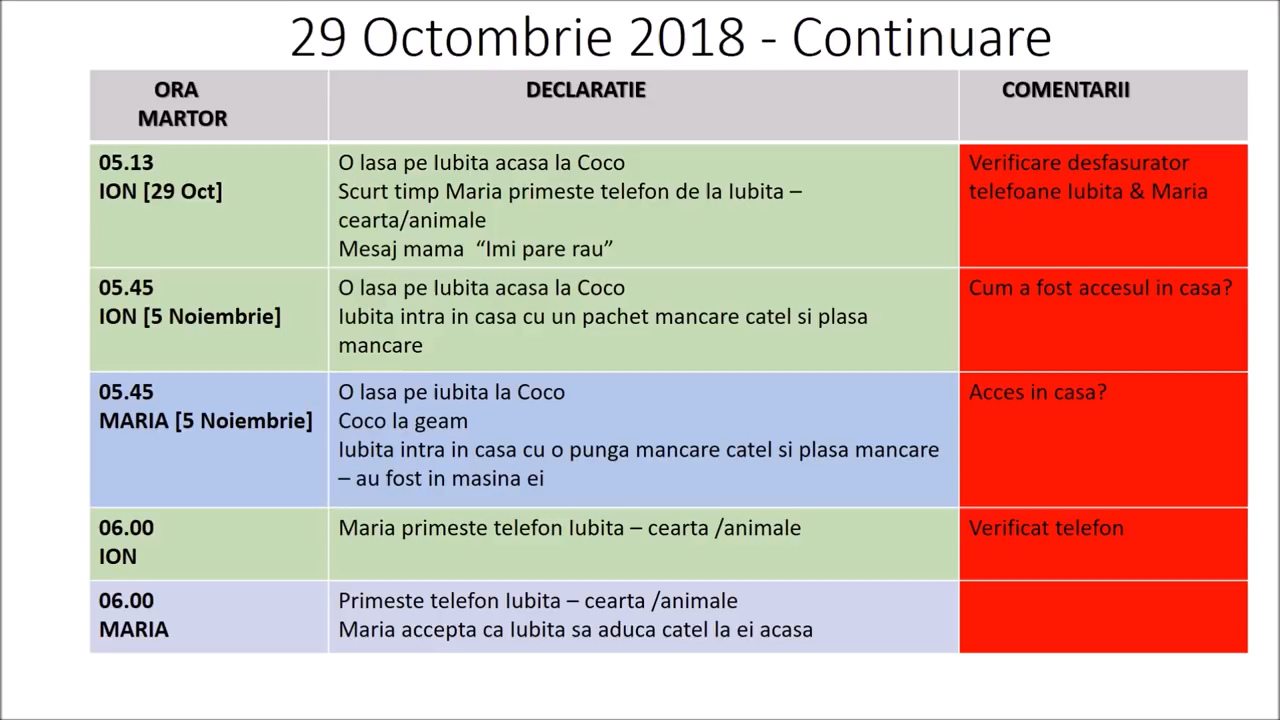 29 Octombrie 2018 - Continuare
ORA
MARTOR
DECLARATIE
COMENTARII
05.13
ION [29 Oct]
O lasa pe Iubita acasa la Coco
Scurt timp Maria primeste telefon de la Iubita –
cearta/animale
Mesaj mama “Imi pare rau”
Verificare desfasurator
telefoane Iubita & Maria
05.45
ION [5 Noiembrie]
O lasa pe Iubita acasa la Coco
Iubita intra in casa cu un pachet mancare catel si plasa
mancare
Cum a fost accesul in casa?
05.45
MARIA [5 Noiembrie]
O lasa pe iubita la Coco
Coco la geam
Iubita intra in casa cu o punga mancare catel si plasa mancare
– au fost in masina ei
Acces in casa?
06.00
ION
Maria primeste telefon Iubita – cearta /animale
Verificat telefon
06.00
MARIA
Primeste telefon Iubita – cearta /animale
Maria accepta ca Iubita sa aduca catel la ei acasa